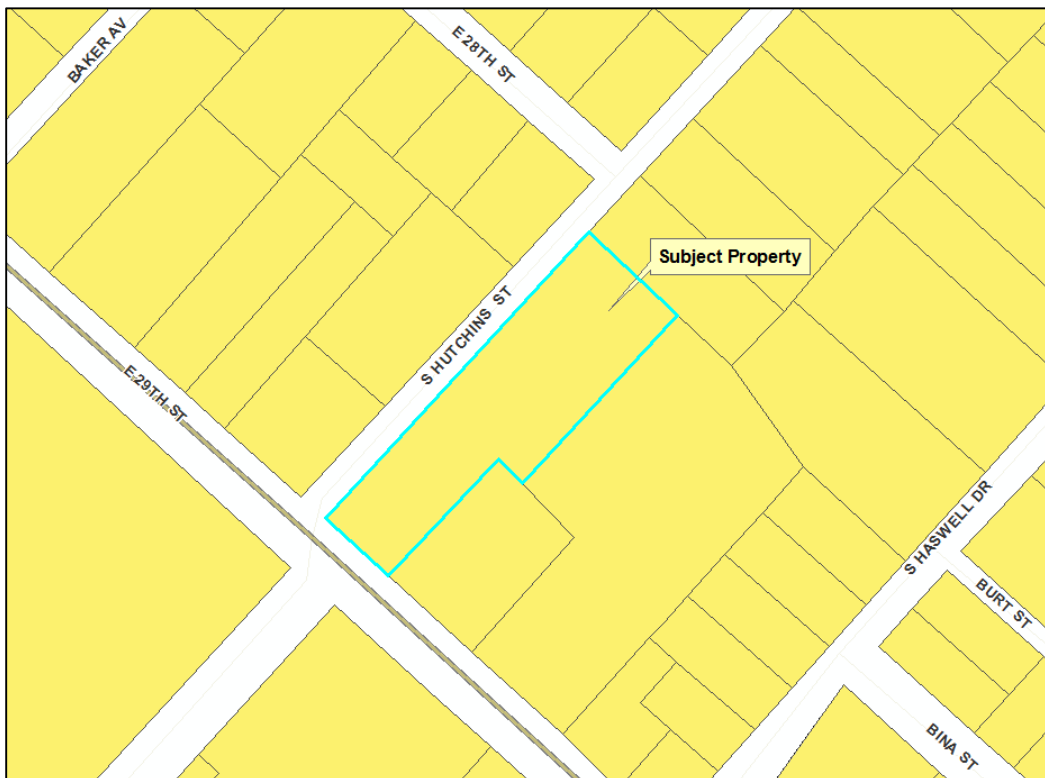 BAKER AV
E 28TH ST
Subject Property
S HUTCHINS ST
E 29TH ST
S HASWELL DR
BURT ST
BINA ST